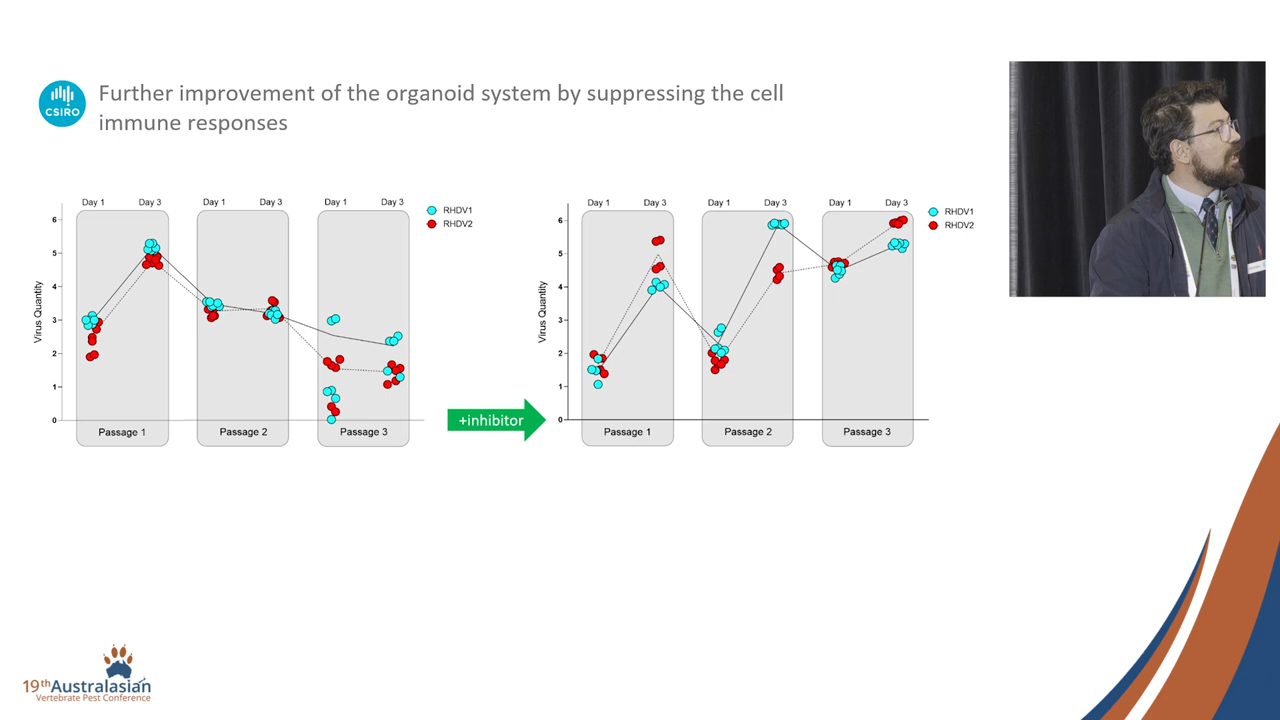 CSIRO
Further improvement of the organoid system by suppressing the cell
immune responses
Day 1
Day 3
Day 1
Day 3
Day 1
Day 3
RHDV1
RHDV2
6
5
4
3
2
1
0
Virus Quantity
Passage 1
Passage 2
Passage 3
+inhibitor
Day 1
Day 3
Day 1
Day 3
Day 1
Day 3
RHDV1
RHDV2
6
5
4
3
2
1
0
Virus Quantity
Passage 1
Passage 2
Passage 3
19th Australasian
Vertebrate Pest Conference